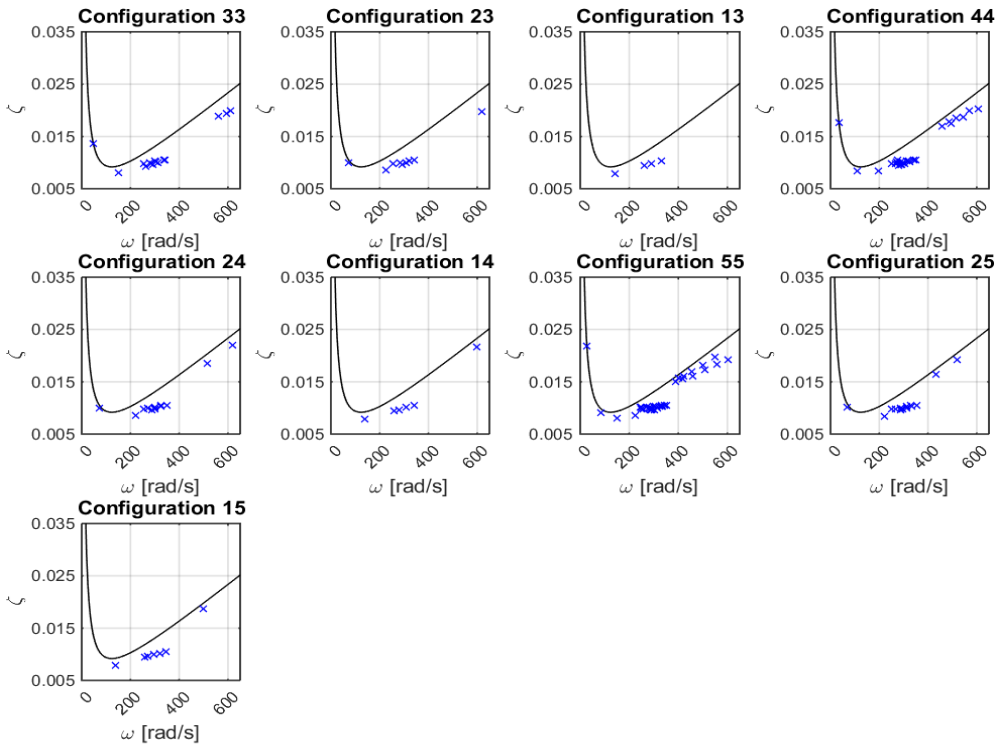 Configuration 33
0.035
0.025
0.015
0.005
ζ
0
200
400
600
ω [rad/s]
Configuration 23
0.035
0.025
0.015
0.005
ζ
0
200
400
600
ω [rad/s]
Configuration 13
0.035
0.025
0.015
0.005
ζ
0
200
400
600
ω [rad/s]
Configuration 44
0.035
0.025
0.015
0.005
ζ
0
200
400
600
ω [rad/s]
Configuration 24
0.035
0.025
0.015
0.005
ζ
0
200
400
600
ω [rad/s]
Configuration 14
0.035
0.025
0.015
0.005
ζ
0
200
400
600
ω [rad/s]
Configuration 55
0.035
0.025
0.015
0.005
ζ
0
200
400
600
ω [rad/s]
Configuration 25
0.035
0.025
0.015
0.005
ζ
0
200
400
600
ω [rad/s]
Configuration 15
0.035
0.025
0.015
0.005
ζ
0
200
400
600
ω [rad/s]